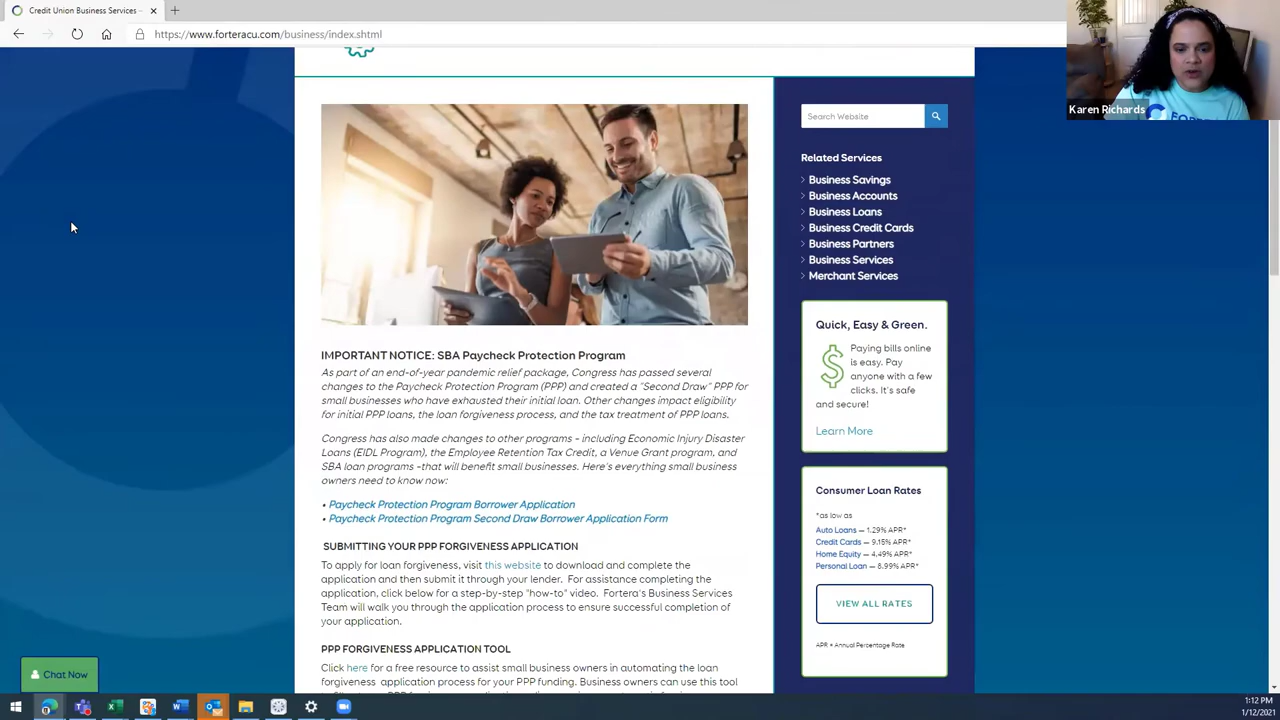 Credit Union Business Services -
https://www.forteracu.com/business/index.shtml
Karen Richards
Search Website
Related Services
Business Savings
Business Accounts
Business Loans
Business Credit Cards
Business Partners
Business Services
Merchant Services
Quick, Easy & Green.
Paying bills online
is easy. Pay
anyone with a few
clicks. It's safe
and secure!
Learn More
Consumer Loan Rates
*as low as
Auto Loans — 1.29% APR*
Credit Cards — 9.15% APR*
Home Equity — 4.49% APR*
Personal Loan — 8.99% APR*
VIEW ALL RATES
APR = Annual Percentage Rate
IMPORTANT NOTICE: SBA Paycheck Protection Program
As part of an end-of-year pandemic relief package, Congress has passed several
changes to the Paycheck Protection Program (PPP) and created a "Second Draw" PPP for
small businesses who have exhausted their initial loan. Other changes impact eligibility
for initial PPP loans, the loan forgiveness process, and the tax treatment of PPP loans.
Congress has also made changes to other programs – including Economic Injury Disaster
Loans (EIDL Program), the Employee Retention Tax Credit, a Venue Grant program, and
SBA loan programs –that will benefit small businesses. Here's everything small business
owners need to know now:
• Paycheck Protection Program Borrower Application
• Paycheck Protection Program Second Draw Borrower Application Form
SUBMITTING YOUR PPP FORGIVENESS APPLICATION
To apply for loan forgiveness, visit this website to download and complete the
application and then submit it through your lender. For assistance completing the
application, click below for a step-by-step "how-to" video. Fortera's Business Services
Team will walk you through the application process to ensure successful completion of
your application.
PPP FORGIVENESS APPLICATION TOOL
Click here for a free resource to assist small business owners in automating the loan
forgiveness application process for your PPP funding. Business owners can use this tool
Chat Now
1:12 PM
1/12/2021